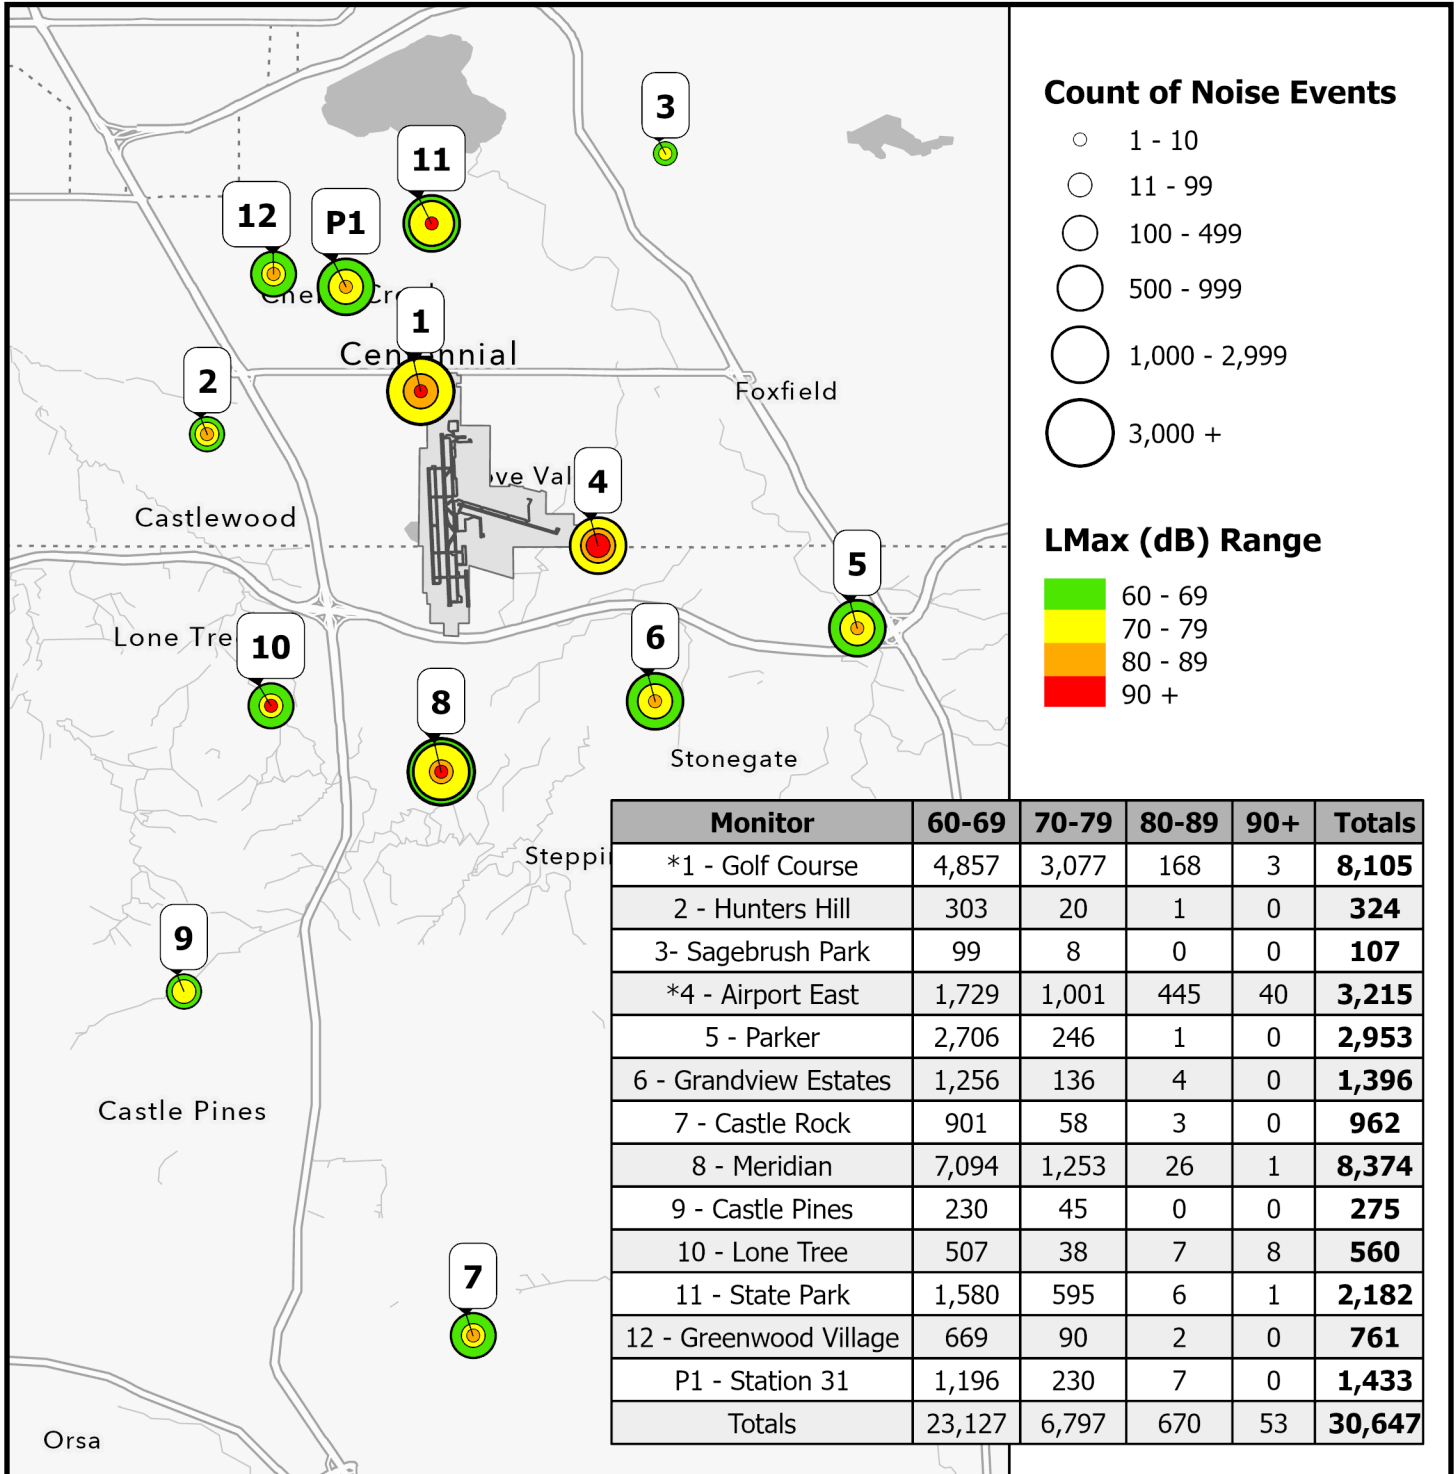 3
11
12
P1
Che
Cr
1
Centennial
2
Foxfield
ove Val
4
Castlewood
5
Lone Tre
10
6
8
Stonegate
Steppi
9
Castle Pines
7
Orsa
Count of Noise Events
1 - 10
11 - 99
100 - 499
500 - 999
1,000 - 2,999
3,000 +
LMax (dB) Range
60 - 69
70 - 79
80 - 89
90 +
Monitor 60-69 70-79 80-89 90+ Totals
*1 - Golf Course 4,857 3,077 168 3 8,105
2 - Hunters Hill 303 20 1 0 324
3- Sagebrush Park 99 8 0 0 107
*4 - Airport East 1,729 1,001 445 40 3,215
5 - Parker 2,706 246 1 0 2,953
6 - Grandview Estates 1,256 136 4 0 1,396
7 - Castle Rock 901 58 3 0 962
8 - Meridian 7,094 1,253 26 1 8,374
9 - Castle Pines 230 45 0 0 275
10 - Lone Tree 507 38 7 8 560
11 - State Park 1,580 595 6 1 2,182
12 - Greenwood Village 669 90 2 0 761
P1 - Station 31 1,196 230 7 0 1,433
Totals 23,127 6,797 670 53 30,647